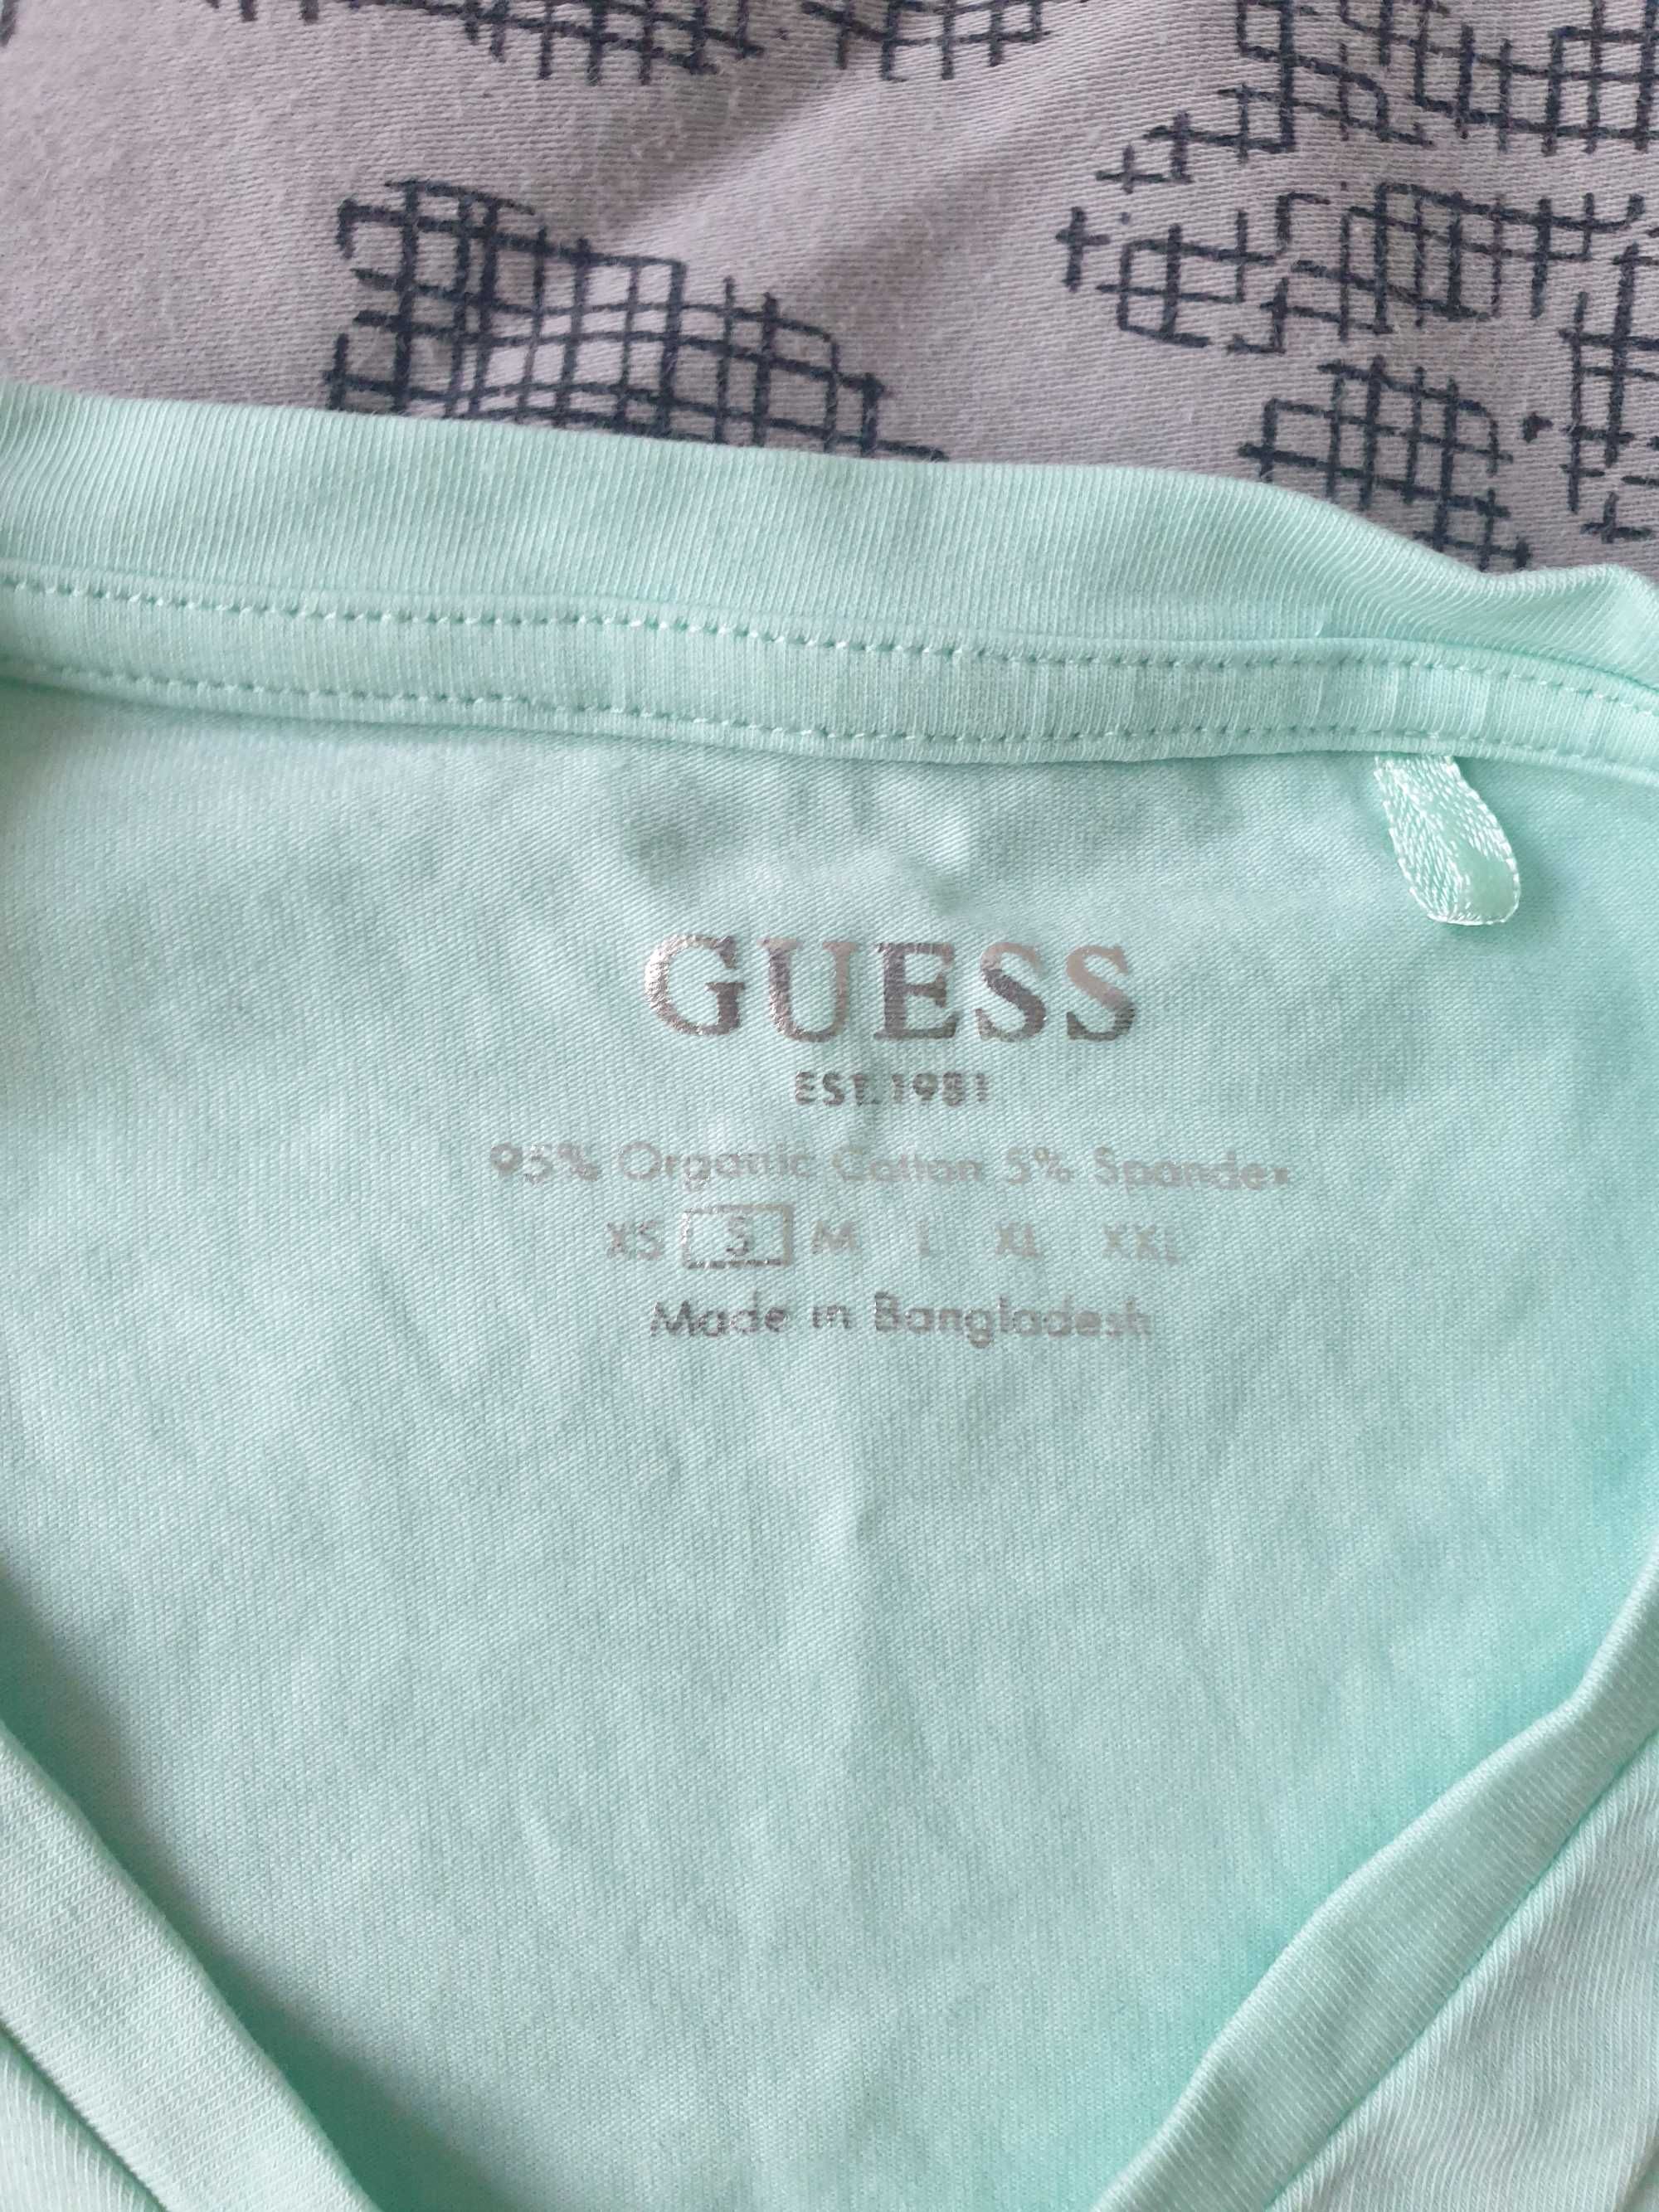 GUESS
EST.1981
95% Organic Cotton 5% Spandex
XS S M L XL XXL
Made in Bangladesh